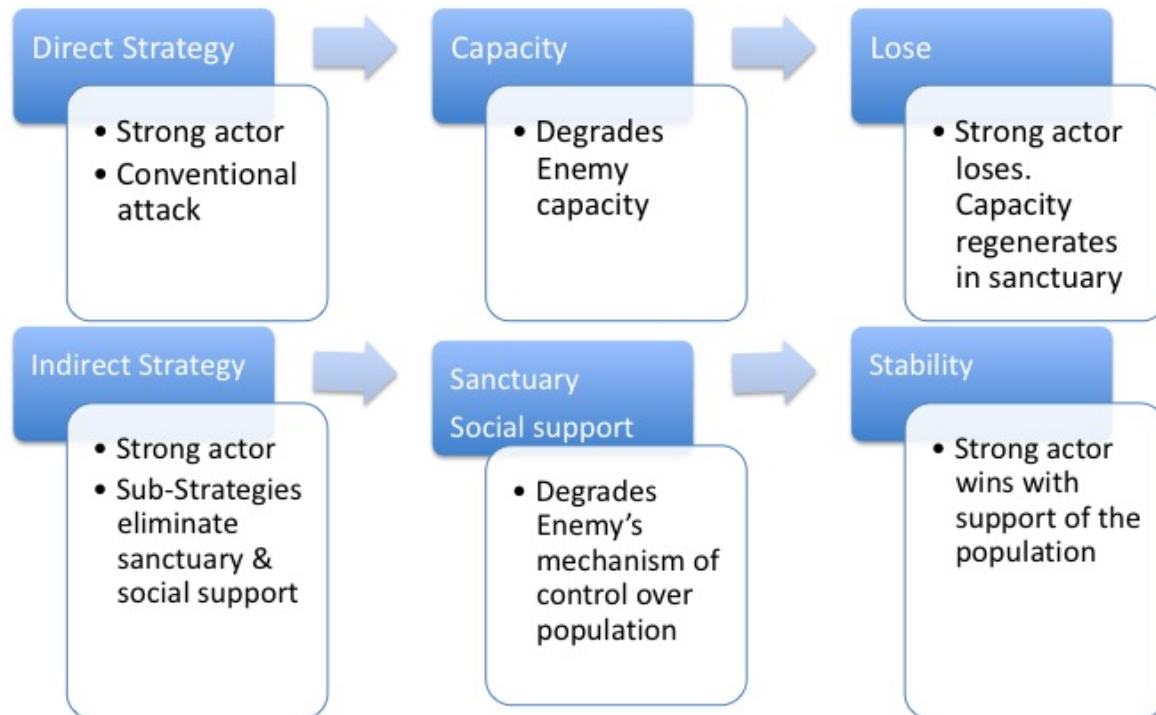 Direct Strategy
• Strong actor
• Conventional
attack
Capacity
• Degrades
Enemy
capacity
Lose
• Strong actor
loses.
Capacity
regenerates
in sanctuary
Indirect Strategy
• Strong actor
• Sub-Strategies
eliminate
sanctuary &
social support
Sanctuary
Social support
• Degrades
Enemy’s
mechanism of
control over
population
Stability
• Strong actor
wins with
support of the
population